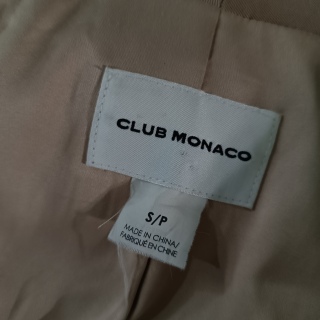 CLUB MONACO
S/P
MADE IN CHINA/
FABRIQUÉ EN CHINE